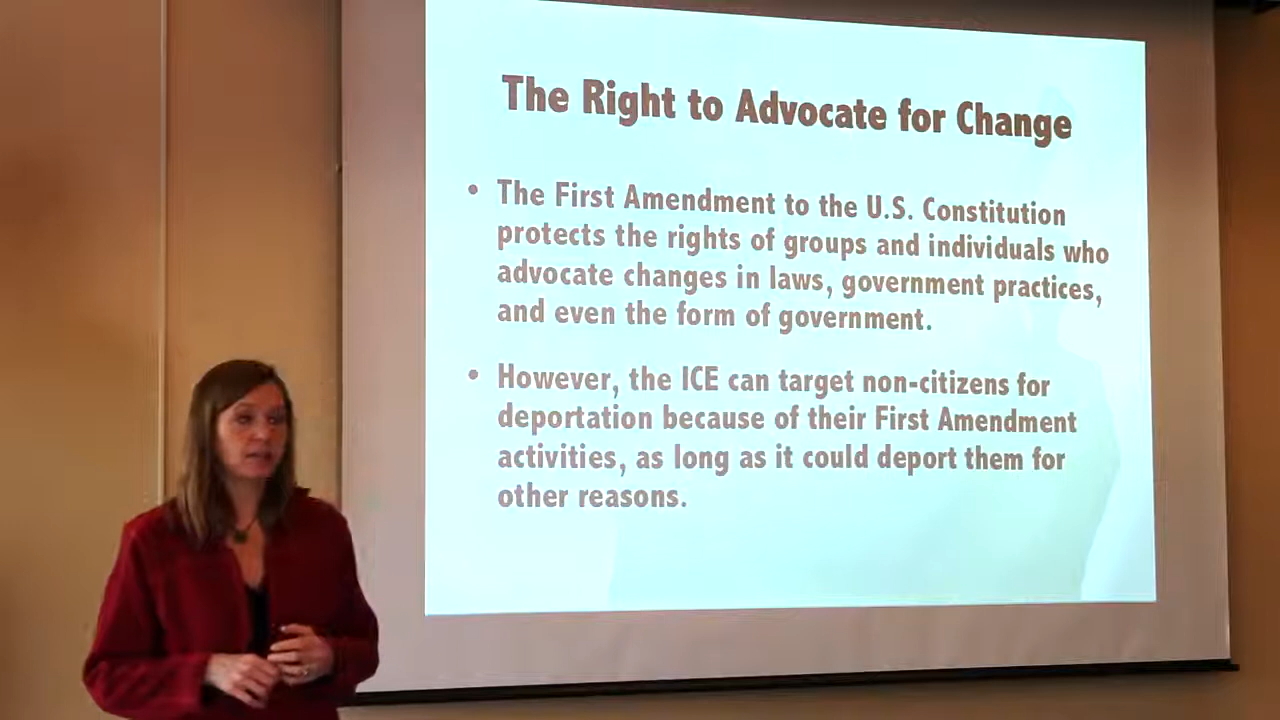 The Right to Advocate for Change
• The First Amendment to the U.S. Constitution
protects the rights of groups and individuals who
advocate changes in laws, government practices,
and even the form of government.
• However, the ICE can target non-citizens for
deportation because of their First Amendment
activities, as long as it could deport them for
other reasons.